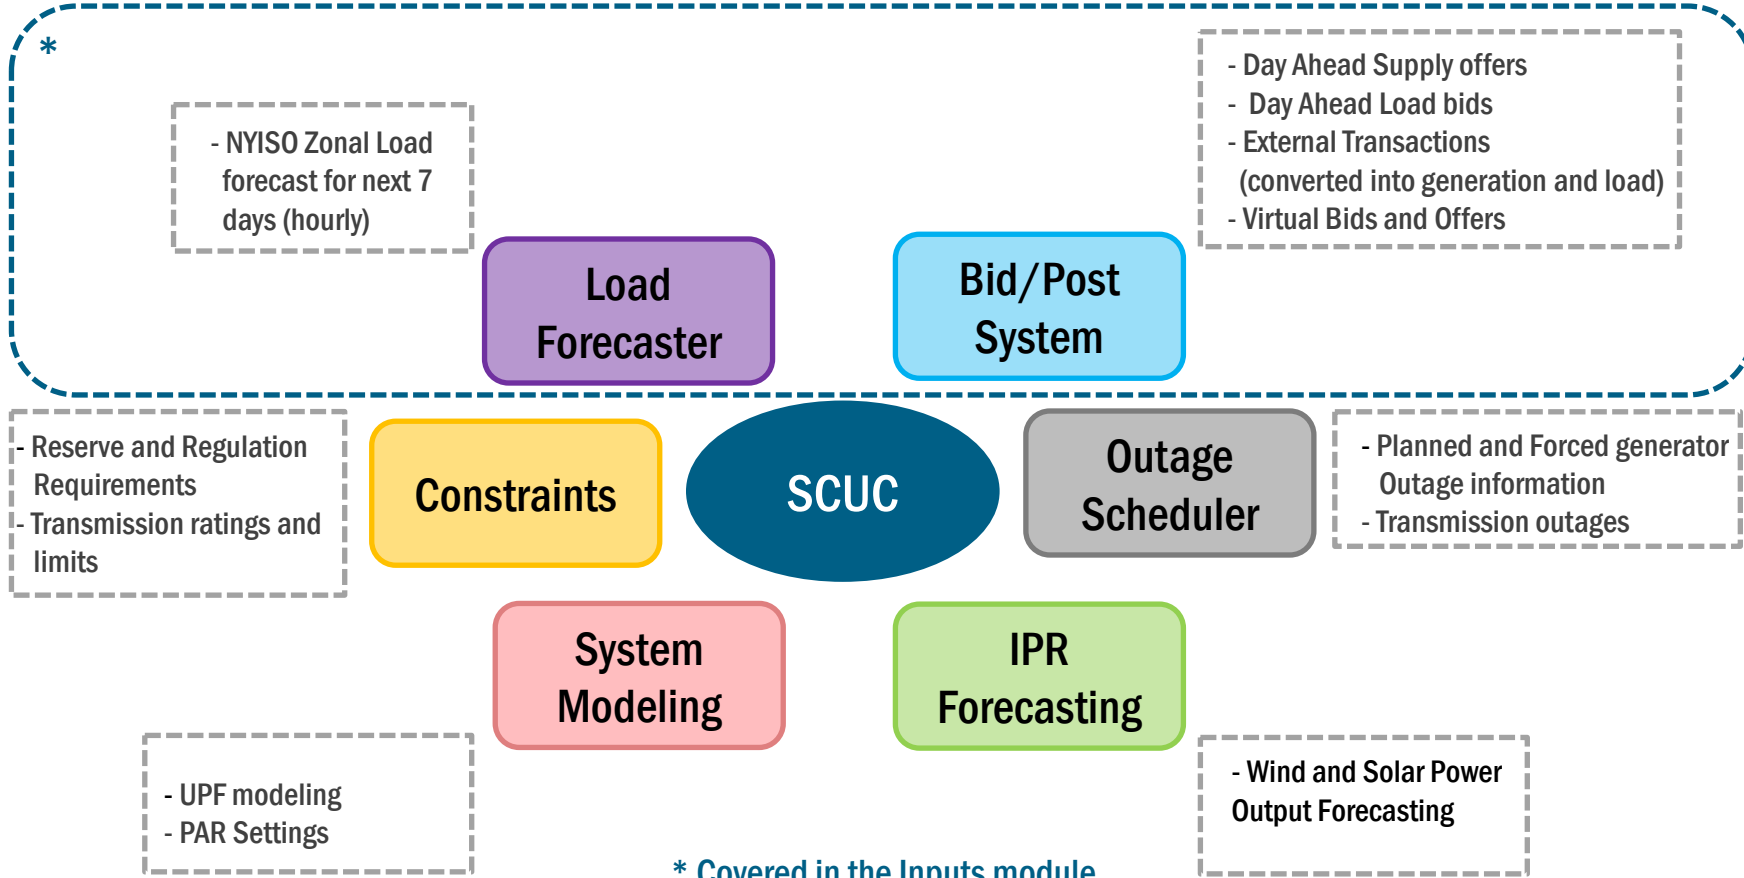 *
- NYISO Zonal Load
forecast for next 7
days (hourly)
- Day Ahead Supply offers
- Day Ahead Load bids
- External Transactions
(converted into generation and load)
- Virtual Bids and Offers
Load
Forecaster
Bid/Post
System
- Reserve and Regulation
Requirements
- Transmission ratings and
limits
Constraints
SCUC
Outage
Scheduler
- Planned and Forced generator
Outage information
- Transmission outages
System
Modeling
IPR
Forecasting
- UPF modeling
- PAR Settings
- Wind and Solar Power
Output Forecasting
* Covered in the Inputs module